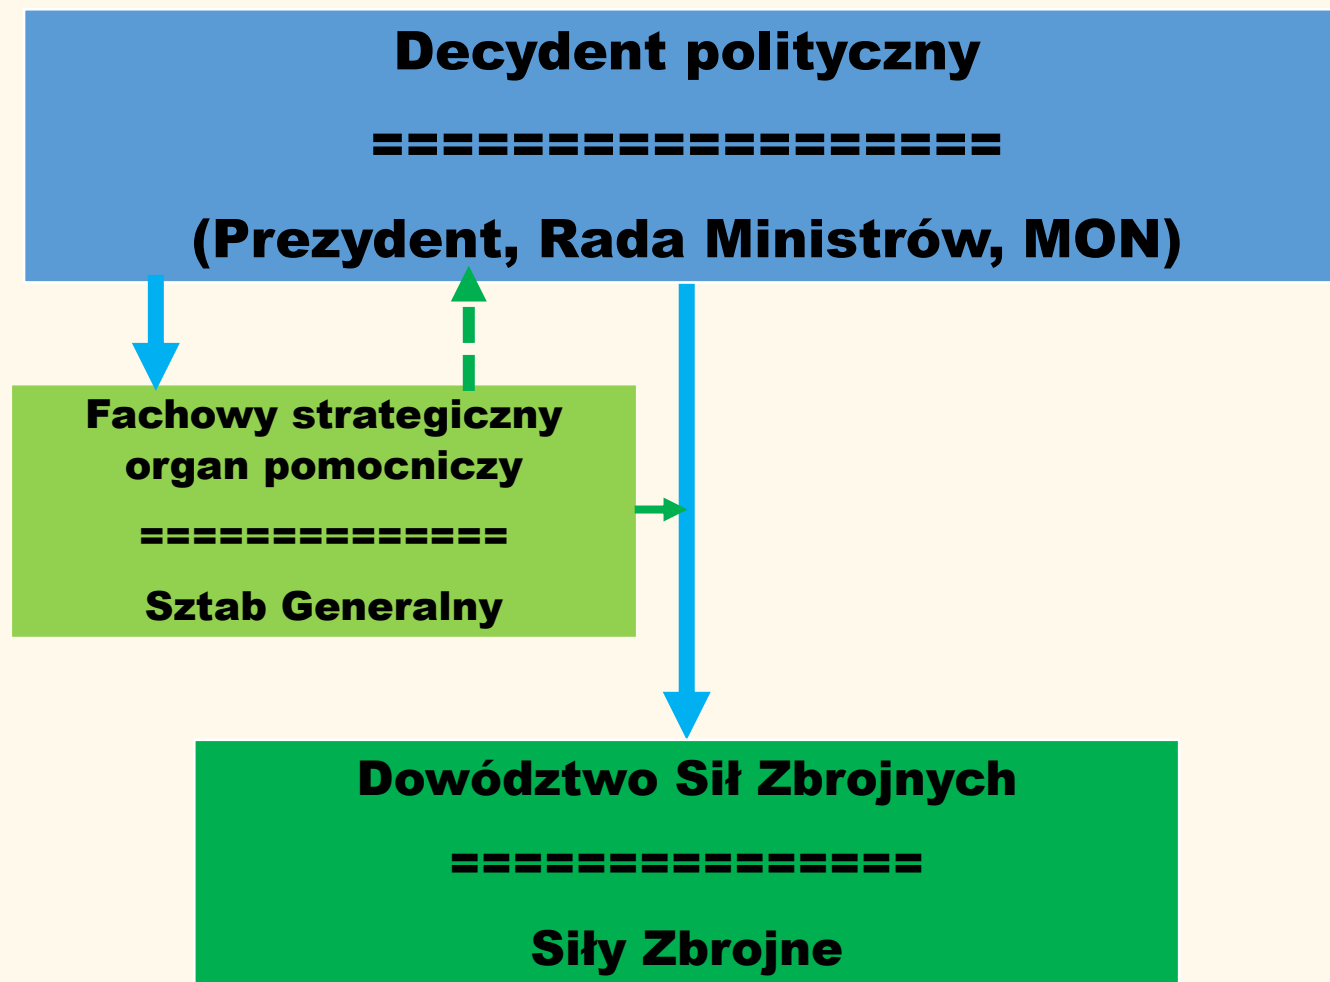 Decydent polityczny
==================
(Prezydent, Rada Ministrów, MON)
Fachowy strategiczny
organ pomocniczy
==============
Sztab Generalny
Dowództwo Sił Zbrojnych
===============
Siły Zbrojne